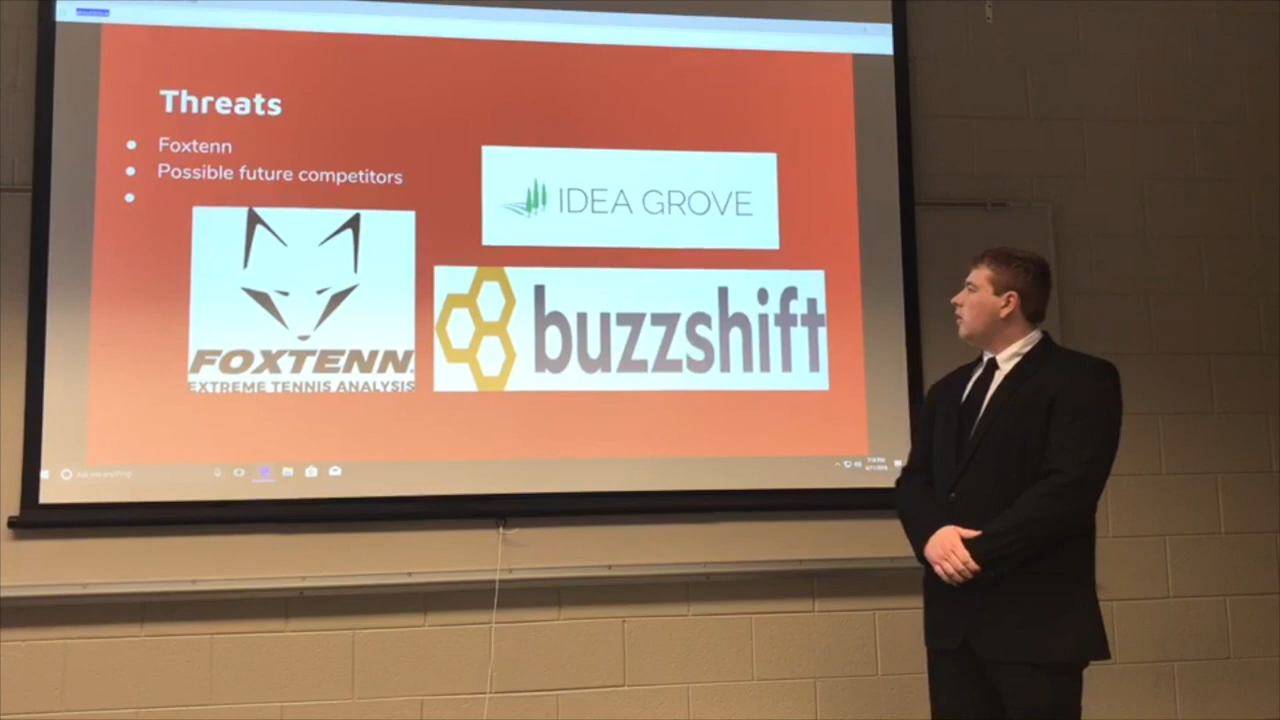 Threats
Foxtenn
Possible future competitors
IDEA GROVE
buzzshift
FOXTENN
EXTREME TENNIS ANALYSIS